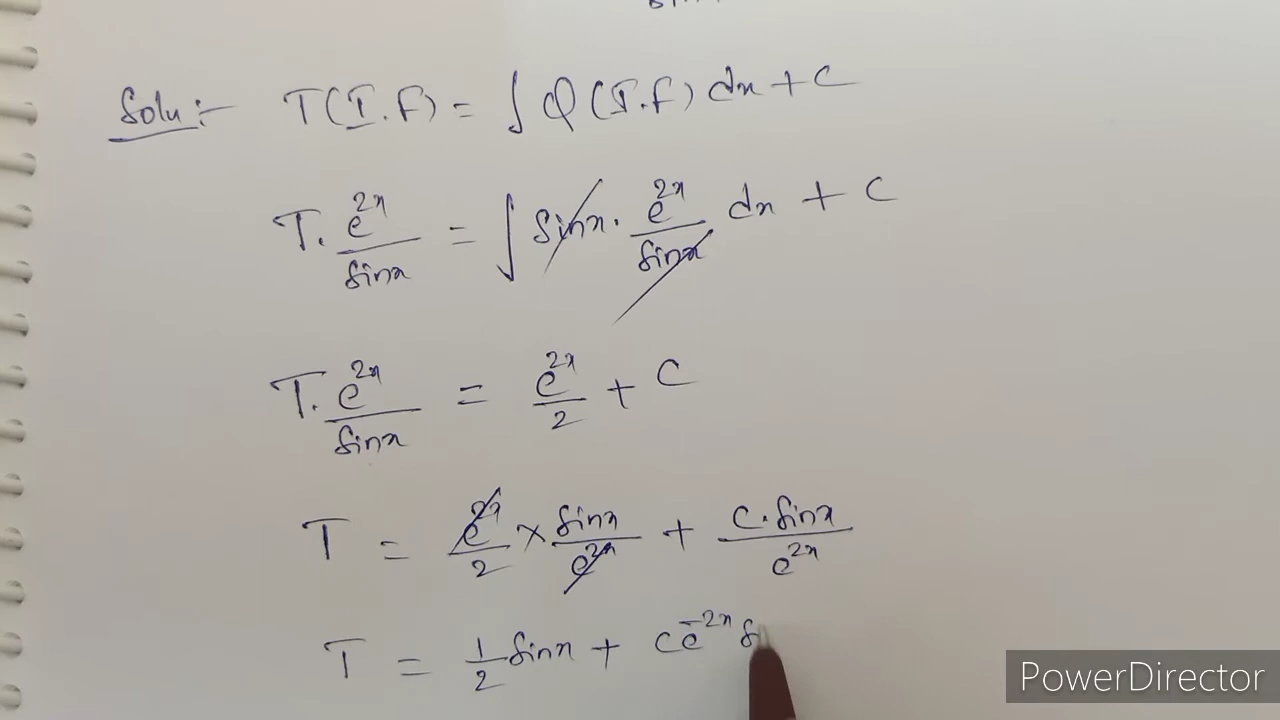 Solu:- T(I.F) = ∫ Q(I.F) dx + C
T. e^2x/sinx = ∫ sinx. e^2x/sinx dx + C
T. e^2x/sinx = e^2x/2 + C
T = e^2x/2 × sinx/e^2x + C.sinx/e^2x
T = 1/2 sinx + Ce^-2x s
PowerDirector